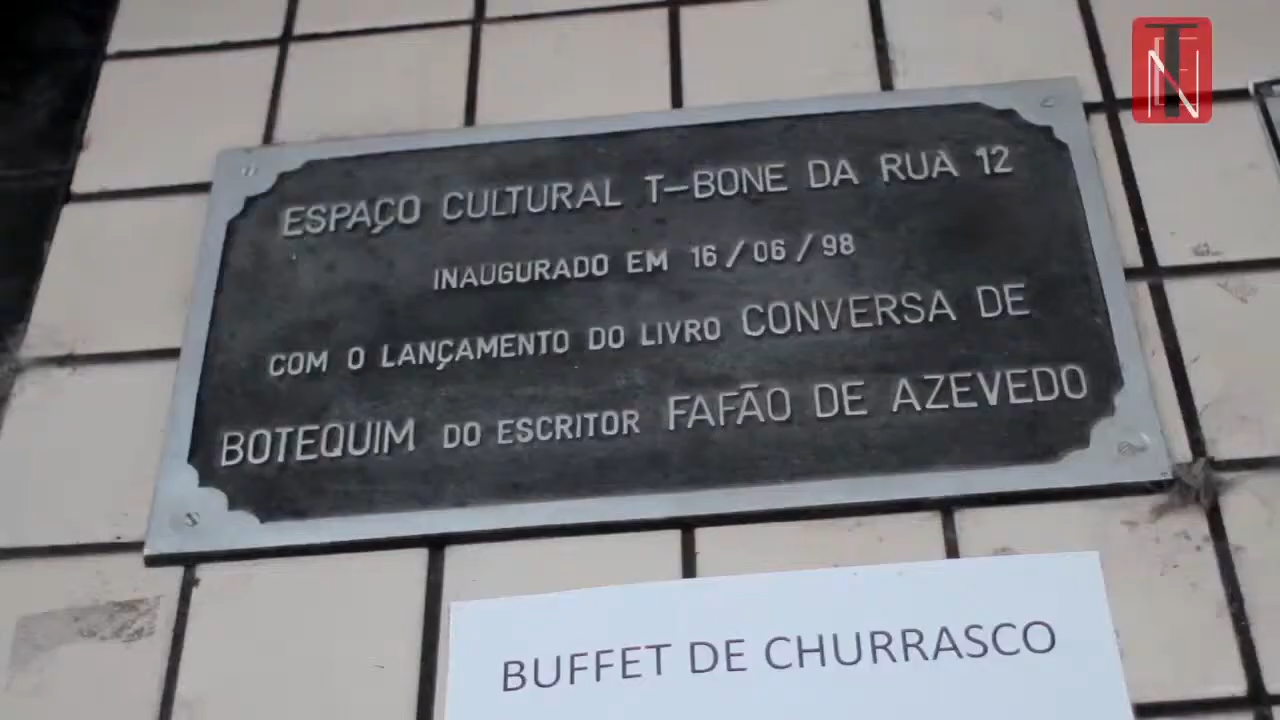 ESPAÇO CULTURAL T-BONE DA RUA 12
INAUGURADO EM 16/06/98
COM O LANÇAMENTO DO LIVRO CONVERSA DE
BOTEQUIM DO ESCRITOR FAFÃO DE AZEVEDO
BUFFET DE CHURRASCO